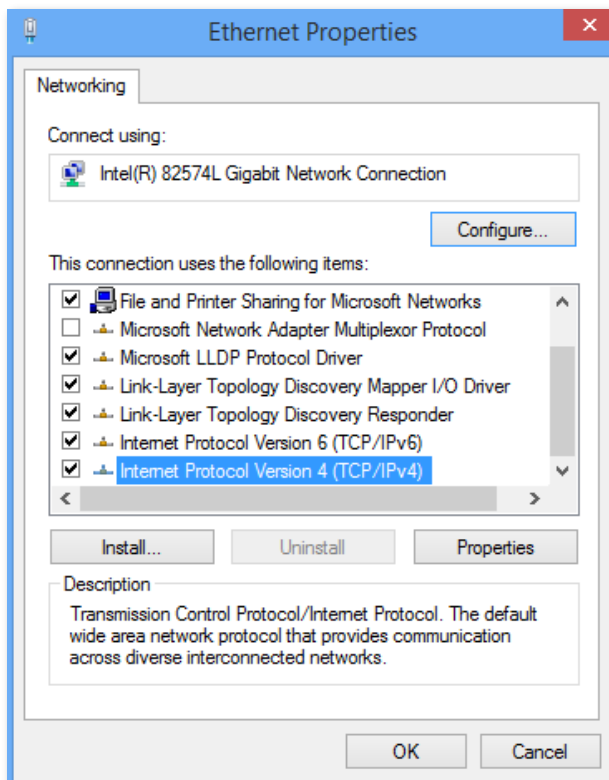 Ethernet Properties
Networking
Connect using:
Intel(R) 82574L Gigabit Network Connection
Configure...
This connection uses the following items:
File and Printer Sharing for Microsoft Networks
Microsoft Network Adapter Multiplexor Protocol
Microsoft LLDP Protocol Driver
Link-Layer Topology Discovery Mapper I/O Driver
Link-Layer Topology Discovery Responder
Internet Protocol Version 6 (TCP/IPv6)
Internet Protocol Version 4 (TCP/IPv4)
Install...
Uninstall
Properties
Description
Transmission Control Protocol/Internet Protocol. The default
wide area network protocol that provides communication
across diverse interconnected networks.
OK
Cancel